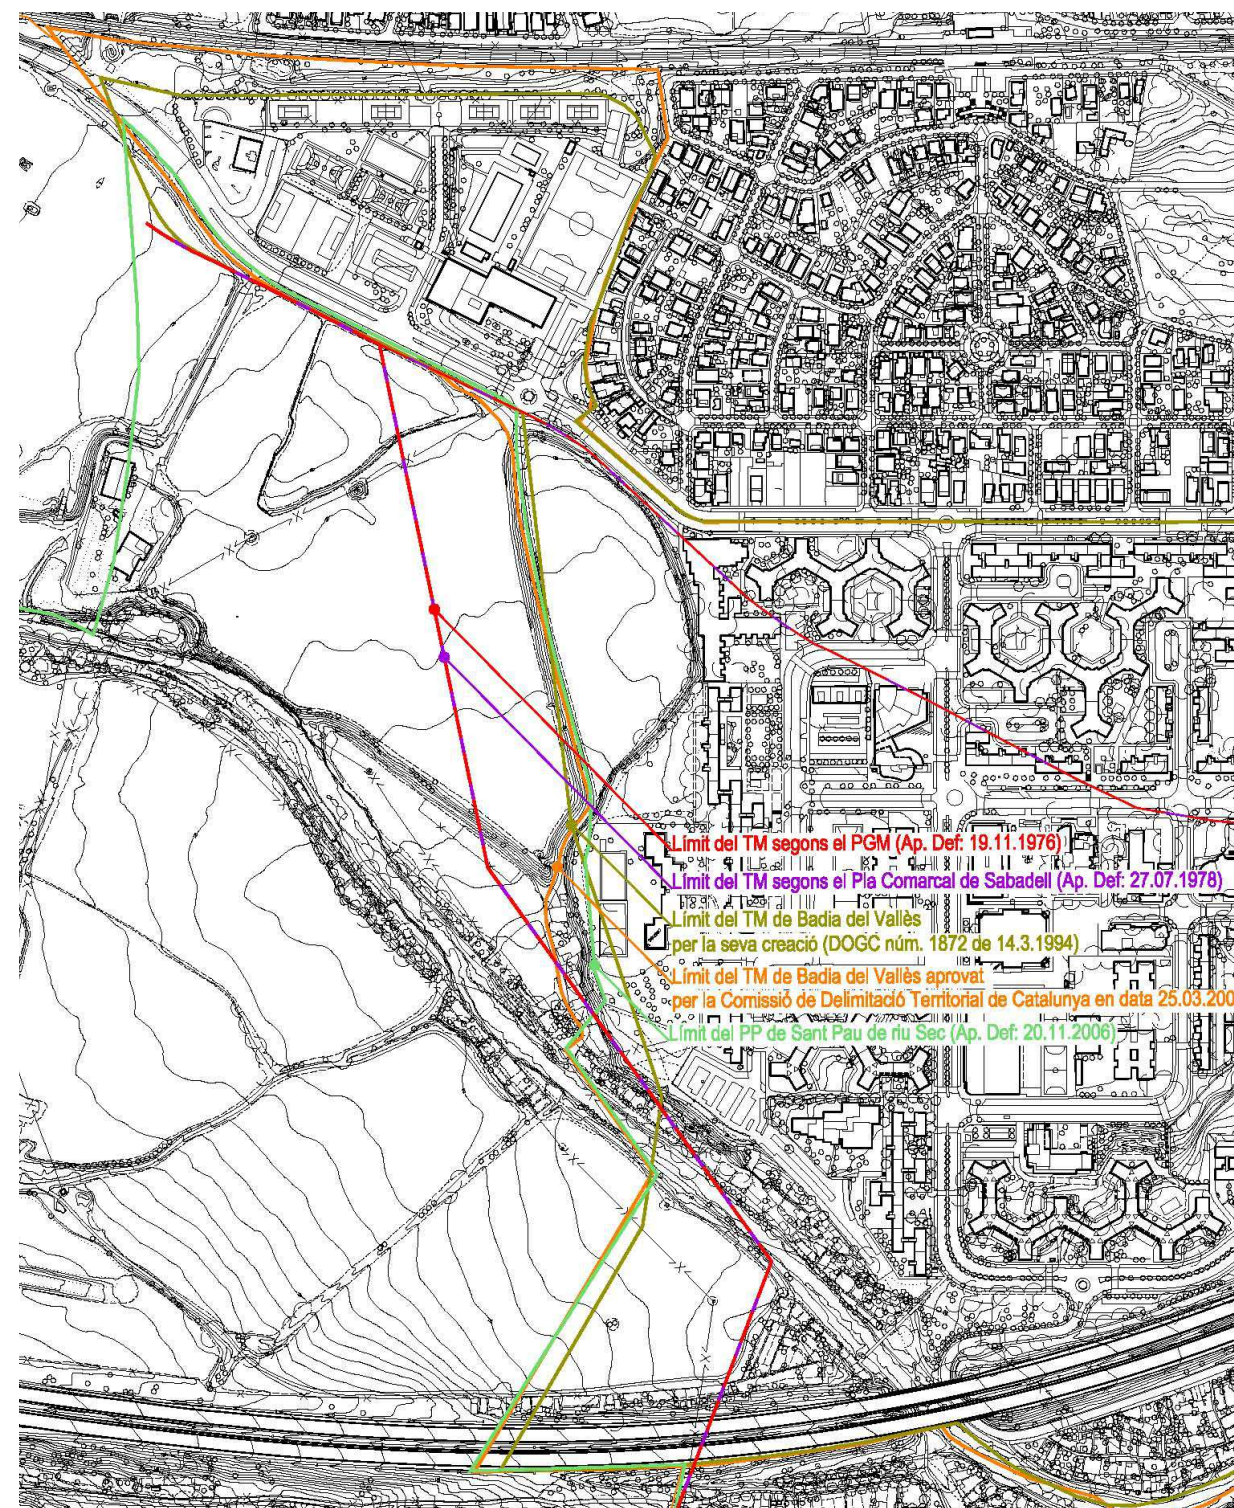 Límit del TM segons el PGM (Ap. Def: 19.11.1976)
Límit del TM segons el Pla Comarcal de Sabadell (Ap. Def: 27.07.1978)
Límit del TM de Badia del Vallès
per la seva creació (DOGC núm. 1872 de 14.3.1994)
Límit del TM de Badia del Vallès aprovat
per la Comissió de Delimitació Territorial de Catalunya en data 25.03.200
Límit del PP de Sant Pau de riu Sec (Ap. Def: 20.11.2006)